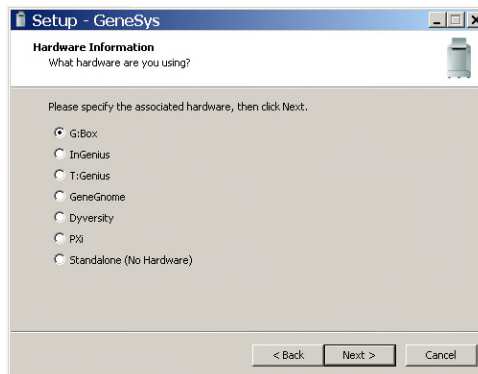 Setup - GeneSys
Hardware Information
What hardware are you using?
Please specify the associated hardware, then click Next.
G:Box
InGenius
T:Genius
GeneGnome
Dyversity
PXi
Standalone (No Hardware)
< Back Next > Cancel